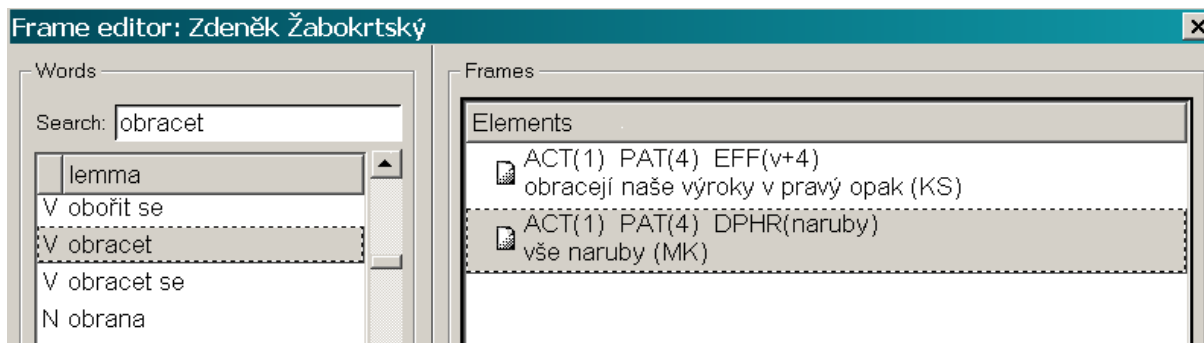 Frame editor: Zdeněk Žabokrtský
Words
Search: obracet
lemma
V obořit se
V obracet
V obracet se
N obrana
Frames
Elements
ACT(1) PAT(4) EFF(v+4)
obracejí naše výroky v pravý opak (KS)
ACT(1) PAT(4) DPHR(naruby)
vše naruby (MK)